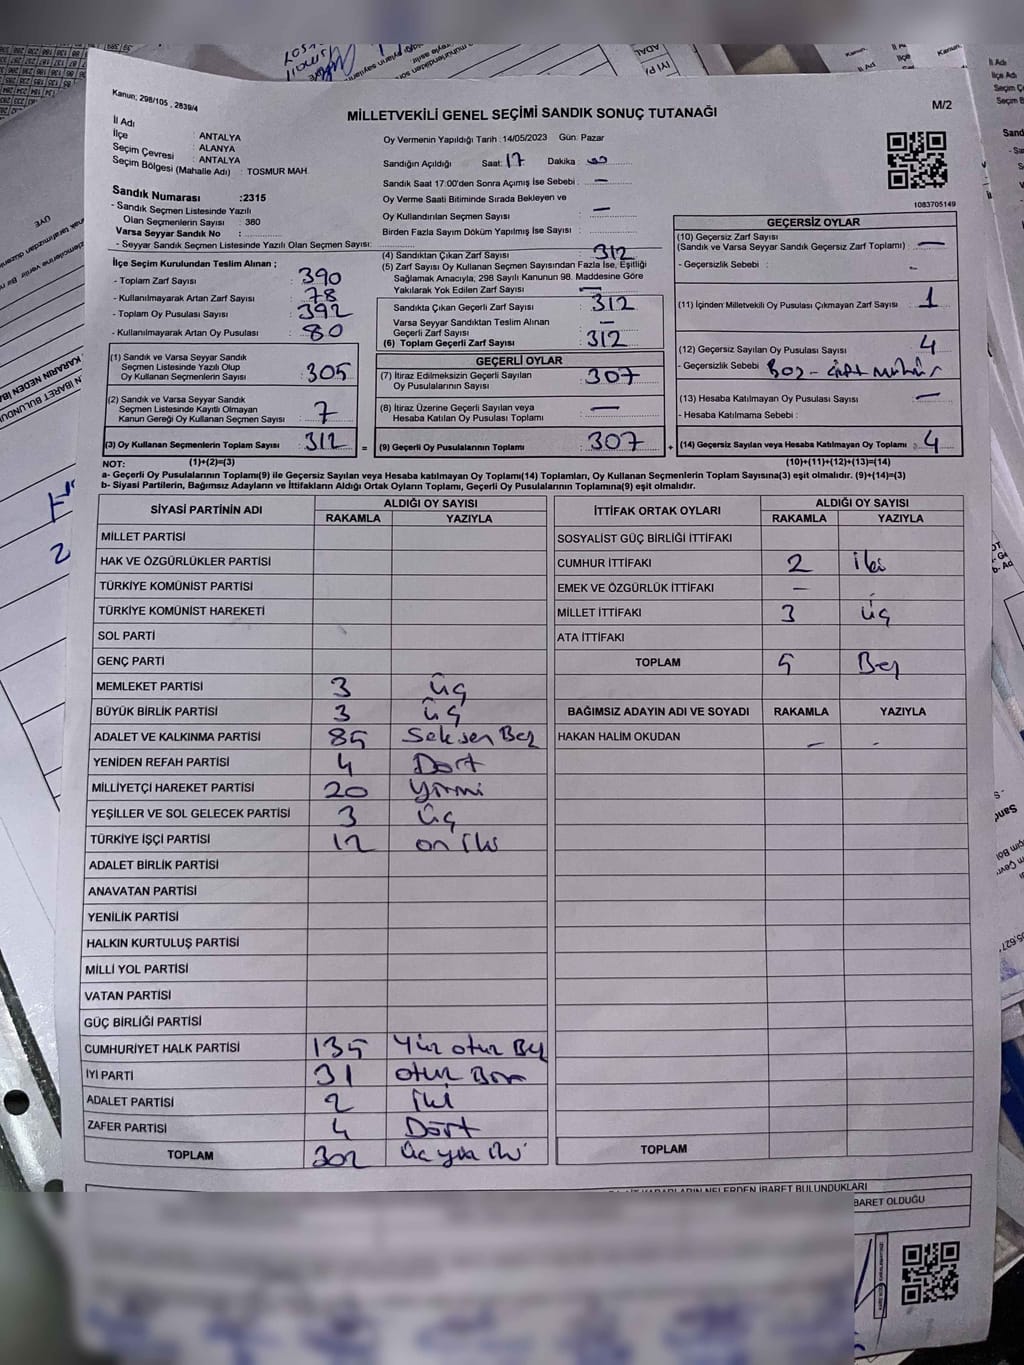 Kanun; 298/105 , 2839/4
MİLLETVEKİLİ GENEL SEÇİMİ SANDIK SONUÇ TUTANAĞI
M/2
İl Adı : ANTALYA
İlçe : ALANYA
Seçim Çevresi : ANTALYA
Seçim Bölgesi (Mahalle Adı) : TOSMUR MAH.
Sandık Numarası :2315
- Sandık Seçmen Listesinde Yazılı
Olan Seçmenlerin Sayısı : 380
Varsa Seyyar Sandık No :
- Seyyar Sandık Seçmen Listesinde Yazılı Olan Seçmen Sayısı:
Oy Vermenin Yapıldığı Tarih : 14/05/2023 Gün: Pazar
Sandığın Açıldığı Saat: 17 Dakika :
Sandık Saat 17:00'den Sonra Açımış İse Sebebi : —
Oy Verme Saati Bitiminde Sırada Bekleyen ve
Oy Kullandırılan Seçmen Sayısı : —
Birden Fazla Sayım Döküm Yapılmış İse Sayısı :
1083705149
İlçe Seçim Kurulundan Teslim Alınan ;
- Toplam Zarf Sayısı : 390
- Kullanılmayarak Artan Zarf Sayısı : 78
- Toplam Oy Pusulası Sayısı : 392
- Kullanılmayarak Artan Oy Pusulası : 80
(1) Sandık ve Varsa Seyyar Sandık
Seçmen Listesinde Yazılı Olup
Oy Kullanan Seçmenlerin Sayısı : 305
(2) Sandık ve Varsa Seyyar Sandık
Seçmen Listesinde Kayıtlı Olmayan
Kanun Gereği Oy Kullanan Seçmen Sayısı : 7
(3) Oy Kullanan Seçmenlerin Toplam Sayısı : 312 =
(4) Sandıktan Çıkan Zarf Sayısı : 312
(5) Zarf Sayısı Oy Kullanan Seçmen Sayısından Fazla İse, Eşitliği
Sağlamak Amacıyla; 298 Sayılı Kanunun 98. Maddesine Göre
Yakılarak Yok Edilen Zarf Sayısı : —
Sandıkta Çıkan Geçerli Zarf Sayısı : 312
Varsa Seyyar Sandıktan Teslim Alınan
Geçerli Zarf Sayısı : —
(6) Toplam Geçerli Zarf Sayısı : 312
GEÇERLİ OYLAR
(7) İtiraz Edilmeksizin Geçerli Sayılan
Oy Pusulalarının Sayısı : 307
(8) İtiraz Üzerine Geçerli Sayılan veya
Hesaba Katılan Oy Pusulası Toplamı : —
(9) Geçerli Oy Pusulalarının Toplamı : 307 +
GEÇERSİZ OYLAR
(10) Geçersiz Zarf Sayısı
(Sandık ve Varsa Seyyar Sandık Geçersiz Zarf Toplamı) : —
- Geçersizlik Sebebi : -
(11) İçinden Milletvekili Oy Pusulası Çıkmayan Zarf Sayısı : 1
(12) Geçersiz Sayılan Oy Pusulası Sayısı : 4
- Geçersizlik Sebebi : Boş - Çift mühür
(13) Hesaba Katılmayan Oy Pusulası Sayısı : —
- Hesaba Katılmama Sebebi :
(14) Geçersiz Sayılan veya Hesaba Katılmayan Oy Toplamı : 4
NOT: (1)+(2)=(3) (10)+(11)+(12)+(13)=(14)
a- Geçerli Oy Pusulalarının Toplamı(9) ile Geçersiz Sayılan veya Hesaba katılmayan Oy Toplamı(14) Toplamları, Oy Kullanan Seçmenlerin Toplam Sayısına(3) eşit olmalıdır. (9)+(14)=(3)
b- Siyasi Partilerin, Bağımsız Adayların ve İttifakların Aldığı Ortak Oyların Toplamı, Geçerli Oy Pusulalarının Toplamına(9) eşit olmalıdır.
SİYASİ PARTİNİN ADI ALDIĞI OY SAYISI
RAKAMLA YAZIYLA
MİLLET PARTİSİ
HAK VE ÖZGÜRLÜKLER PARTİSİ
TÜRKİYE KOMÜNİST PARTİSİ
TÜRKİYE KOMÜNİST HAREKETİ
SOL PARTİ
GENÇ PARTİ
MEMLEKET PARTİSİ 3 üç
BÜYÜK BİRLİK PARTİSİ 3 üç
ADALET VE KALKINMA PARTİSİ 85 Seksen Beş
YENİDEN REFAH PARTİSİ 4 Dört
MİLLİYETÇİ HAREKET PARTİSİ 20 Yirmi
YEŞİLLER VE SOL GELECEK PARTİSİ 3 üç
TÜRKİYE İŞÇİ PARTİSİ 12 on iki
ADALET BİRLİK PARTİSİ
ANAVATAN PARTİSİ
YENİLİK PARTİSİ
HALKIN KURTULUŞ PARTİSİ
MİLLİ YOL PARTİSİ
VATAN PARTİSİ
GÜÇ BİRLİĞİ PARTİSİ
CUMHURİYET HALK PARTİSİ 135 Yüz otuz Beş
İYİ PARTİ 31 otuz Bir
ADALET PARTİSİ 2 iki
ZAFER PARTİSİ 4 Dört
TOPLAM 302 üç yüz iki
İTTİFAK ORTAK OYLARI ALDIĞI OY SAYISI
RAKAMLA YAZIYLA
SOSYALİST GÜÇ BİRLİĞİ İTTİFAKI
CUMHUR İTTİFAKI 2 iki
EMEK VE ÖZGÜRLÜK İTTİFAKI —
MİLLET İTTİFAKI 3 üç
ATA İTTİFAKI
TOPLAM 5 Beş
BAĞIMSIZ ADAYIN ADI VE SOYADI RAKAMLA YAZIYLA
HAKAN HALİM OKUDAN — -
TOPLAM
NELERDEN İBARET BULUNDUKLARI
İBARET OLDUĞU